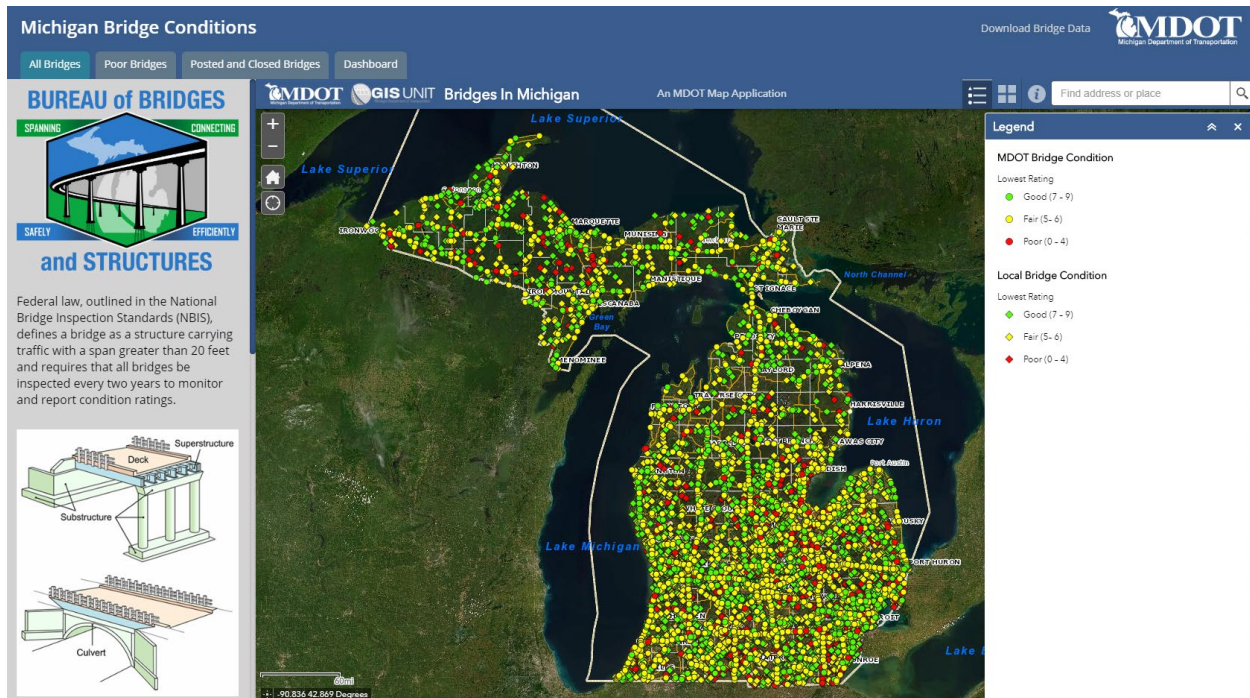 Michigan Bridge Conditions
Download Bridge Data
MDOT
Michigan Department of Transportation
All Bridges
Poor Bridges
Posted and Closed Bridges
Dashboard
BUREAU of BRIDGES
SPANNING
CONNECTING
SAFELY
EFFICIENTLY
and STRUCTURES
Federal law, outlined in the National
Bridge Inspection Standards (NBIS),
defines a bridge as a structure carrying
traffic with a span greater than 20 feet
and requires that all bridges be
inspected every two years to monitor
and report condition ratings.
Superstructure
Deck
Substructure
Culvert
MDOT
Michigan Department of Transportation
GIS UNIT
Bridges In Michigan
An MDOT Map Application
Find address or place
+
−
Lake Superior
Lake Superior
MARQUETTE
SAULT STE
MARIE
North Channel
MANISTIQUE
CHEBOYGAN
Green
Bay
MENOMINEE
HARRISVILLE
Lake Huron
Port Austin
Lake Michigan
PORT HURON
60mi
-90.836 42.869 Degrees
Legend
MDOT Bridge Condition
Lowest Rating
Good (7 - 9)
Fair (5- 6)
Poor (0 - 4)
Local Bridge Condition
Lowest Rating
Good (7 - 9)
Fair (5- 6)
Poor (0 - 4)